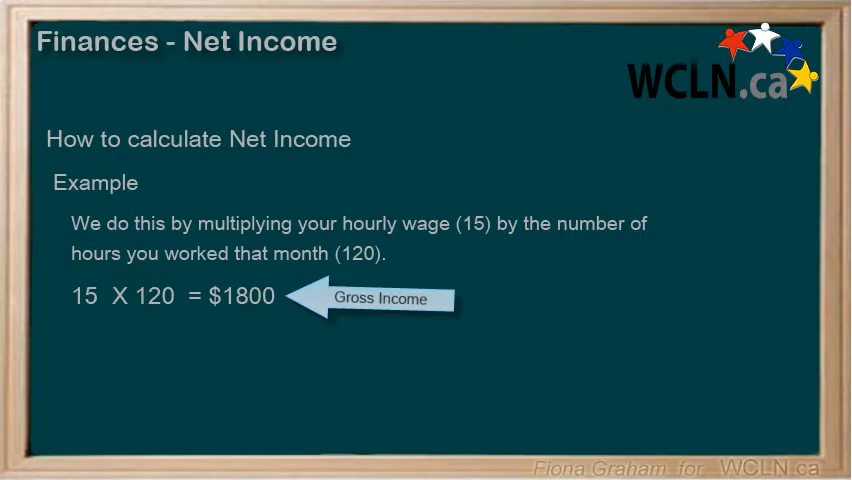 Finances - Net Income
WCLN.ca
How to calculate Net Income
Example
We do this by multiplying your hourly wage (15) by the number of
hours you worked that month (120).
15 X 120 = $1800
Gross Income
Fiona Graham for WCLN.ca